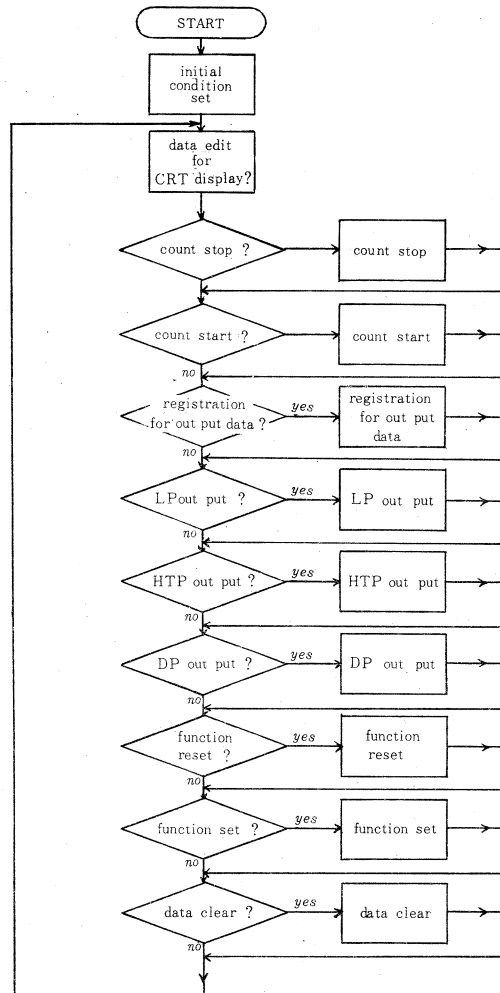 START
initial
condition
set
data edit
for
CRT display?
count stop ?
count stop
count start ?
count start
no
registration
for out put data ?
yes
registration
for out put
data
no
LPout put ?
yes
LP out put
no
HTP out put ?
yes
HTP out put
no
DP out put ?
yes
DP out put
no
function
reset ?
yes
function
reset
no
function set ?
yes
function set
no
data clear ?
yes
data clear
no